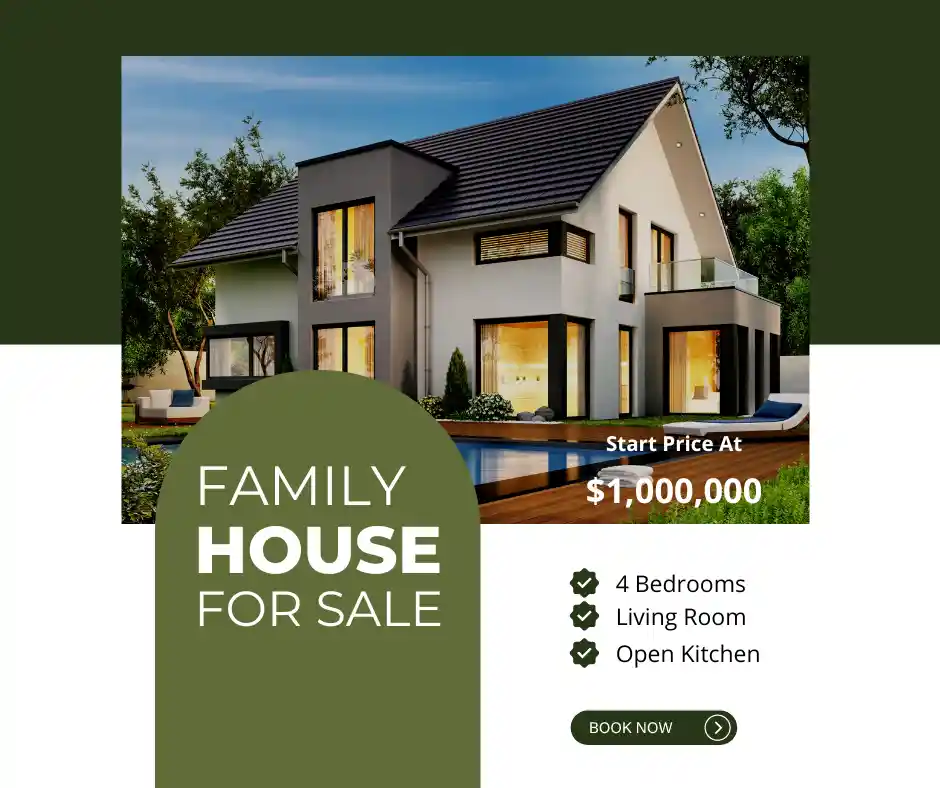 Start Price At
$1,000,000
FAMILY
HOUSE
FOR SALE
4 Bedrooms
Living Room
Open Kitchen
BOOK NOW